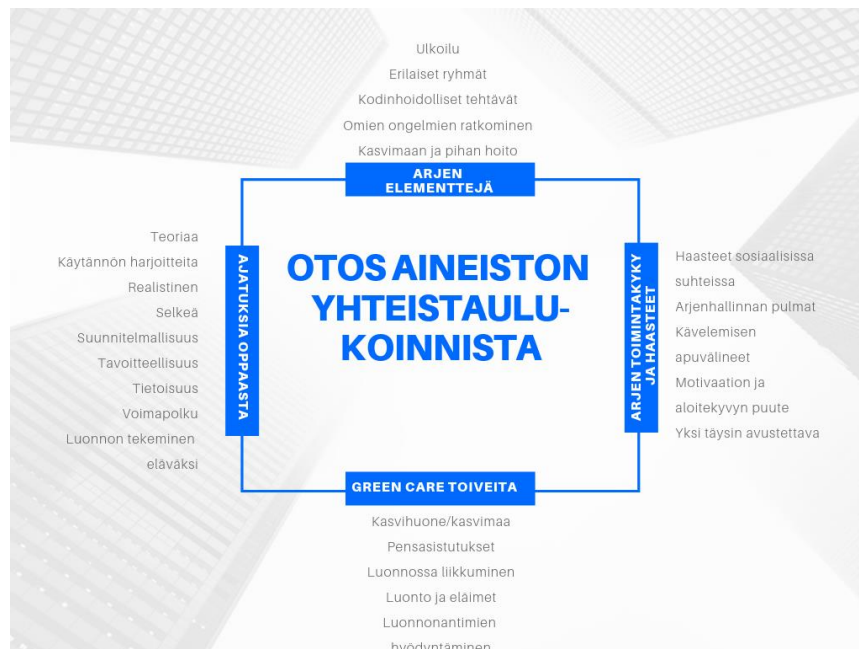 Ulkoilu
Erilaiset ryhmät
Kodinhoidolliset tehtävät
Omien ongelmien ratkominen
Kasvimaan ja pihan hoito
ARJEN
ELEMENTTEJÄ
OTOS AINEISTON
YHTEISTAULU-
KOINNISTA
AJATUKSIA OPPAASTA
Teoriaa
Käytännön harjoitteita
Realistinen
Selkeä
Suunnitelmallisuus
Tavoitteellisuus
Tietoisuus
Voimapolku
Luonnon tekeminen
eläväksi
ARJEN TOIMINTAKYKY
JA HAASTEET
Haasteet sosiaalisissa
suhteissa
Arjenhallinnan pulmat
Kävelemisen
apuvälineet
Motivaation ja
aloitekyvyn puute
Yksi täysin avustettava
GREEN CARE TOIVEITA
Kasvihuone/kasvimaa
Pensasistutukset
Luonnossa liikkuminen
Luonto ja eläimet
Luonnonantimien
hyödyntäminen